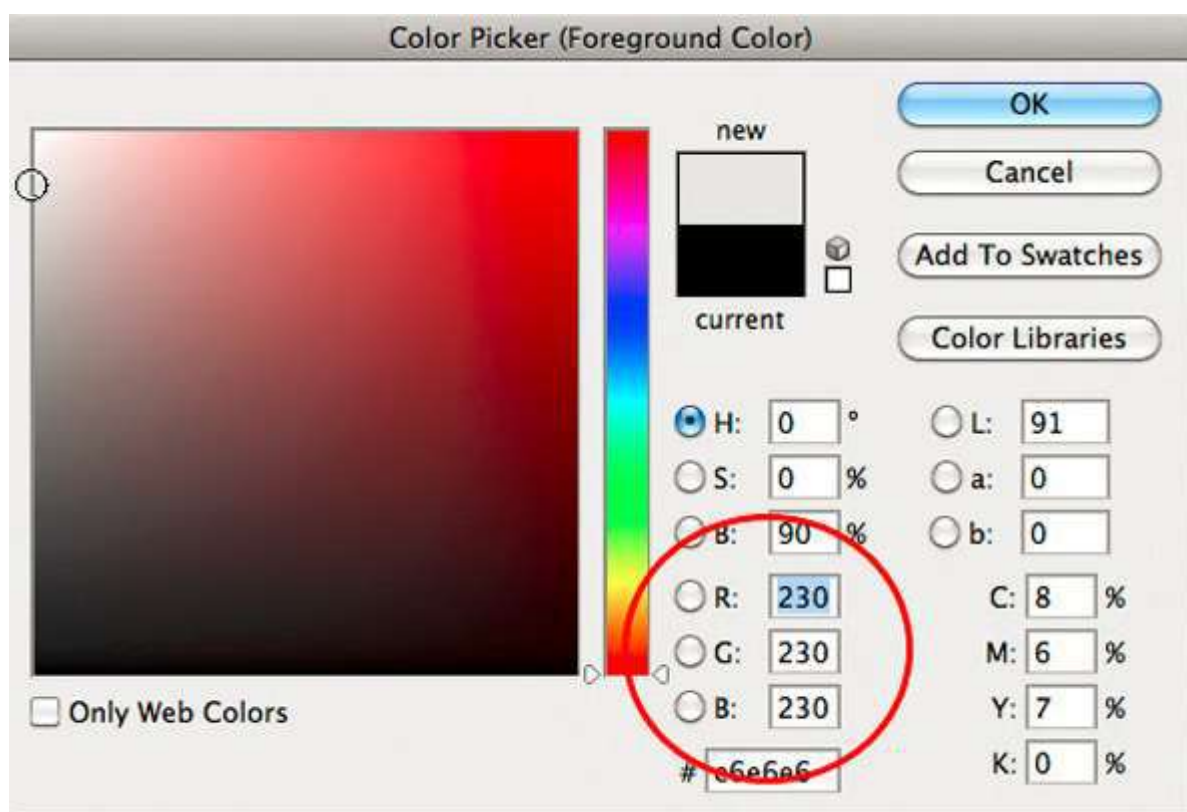 Color Picker (Foreground Color)
new
current
OK
Cancel
Add To Swatches
Color Libraries
H: 0 °
S: 0 %
B: 90 %
R: 230
G: 230
B: 230
# e6e6e6
L: 91
a: 0
b: 0
C: 8 %
M: 6 %
Y: 7 %
K: 0 %
Only Web Colors